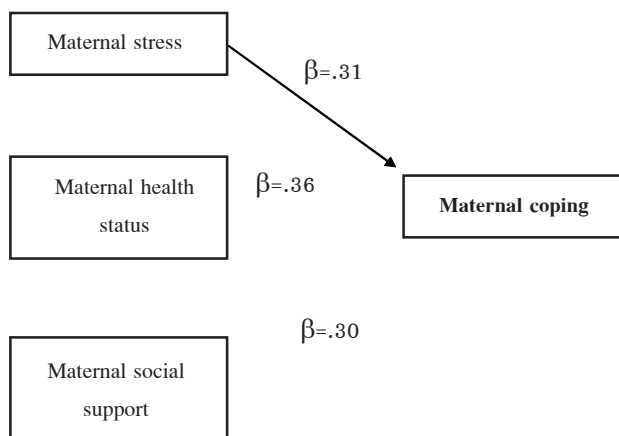 Maternal stress
β=.31
Maternal health
status
β=.36
Maternal coping
β=.30
Maternal social
support